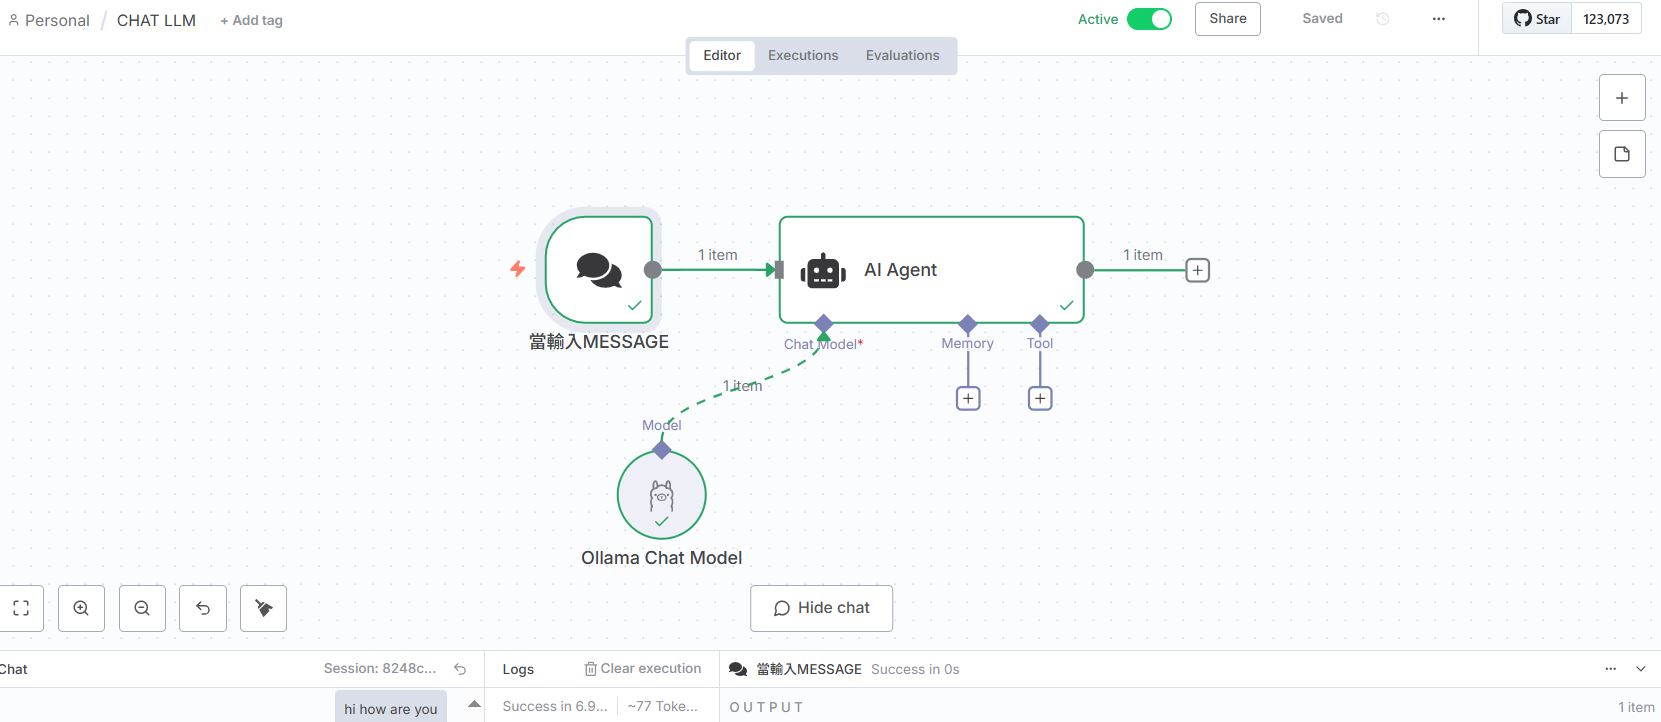 Personal / CHAT LLM + Add tag
Active Share Saved ... Star 123,073
Editor Executions Evaluations
1 item 1 item
AI Agent
當輸入MESSAGE
Chat Model* Memory Tool
1 item
Model
Ollama Chat Model
Hide chat
Chat Session: 8248c... Logs Clear execution 當輸入MESSAGE Success in 0s ...
hi how are you Success in 6.9... ~77 Toke... OUTPUT 1 item